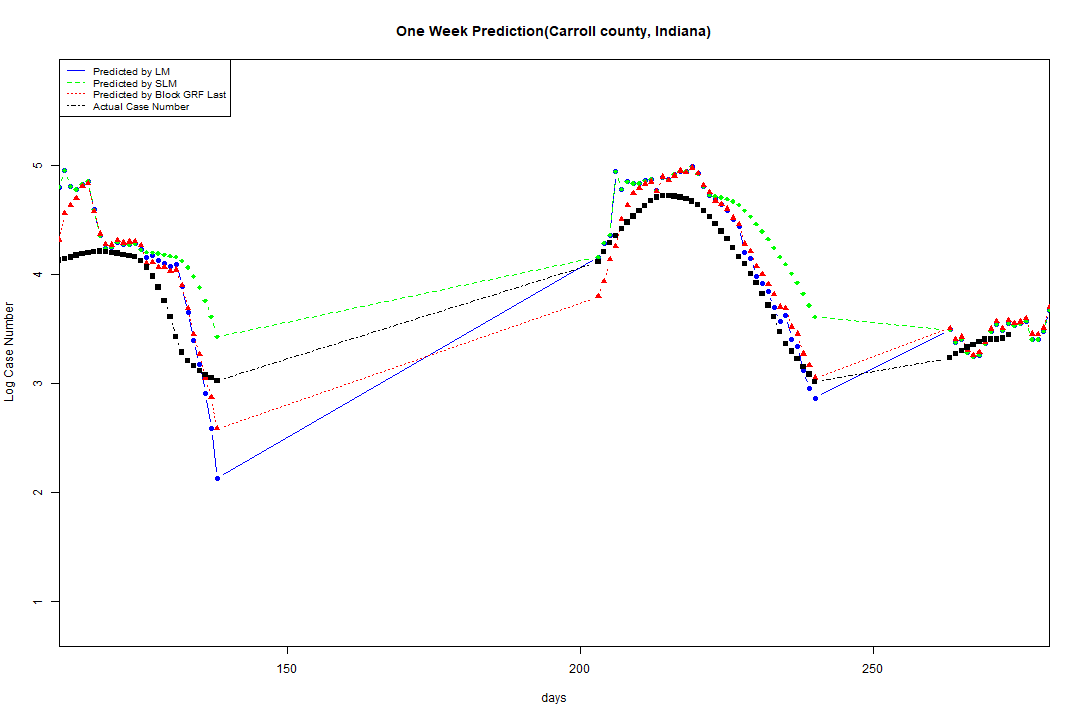 One Week Prediction(Carroll county, Indiana)
Predicted by LM
Predicted by SLM
Predicted by Block GRF Last
Actual Case Number
5
4
3
2
1
Log Case Number
150
200
250
days